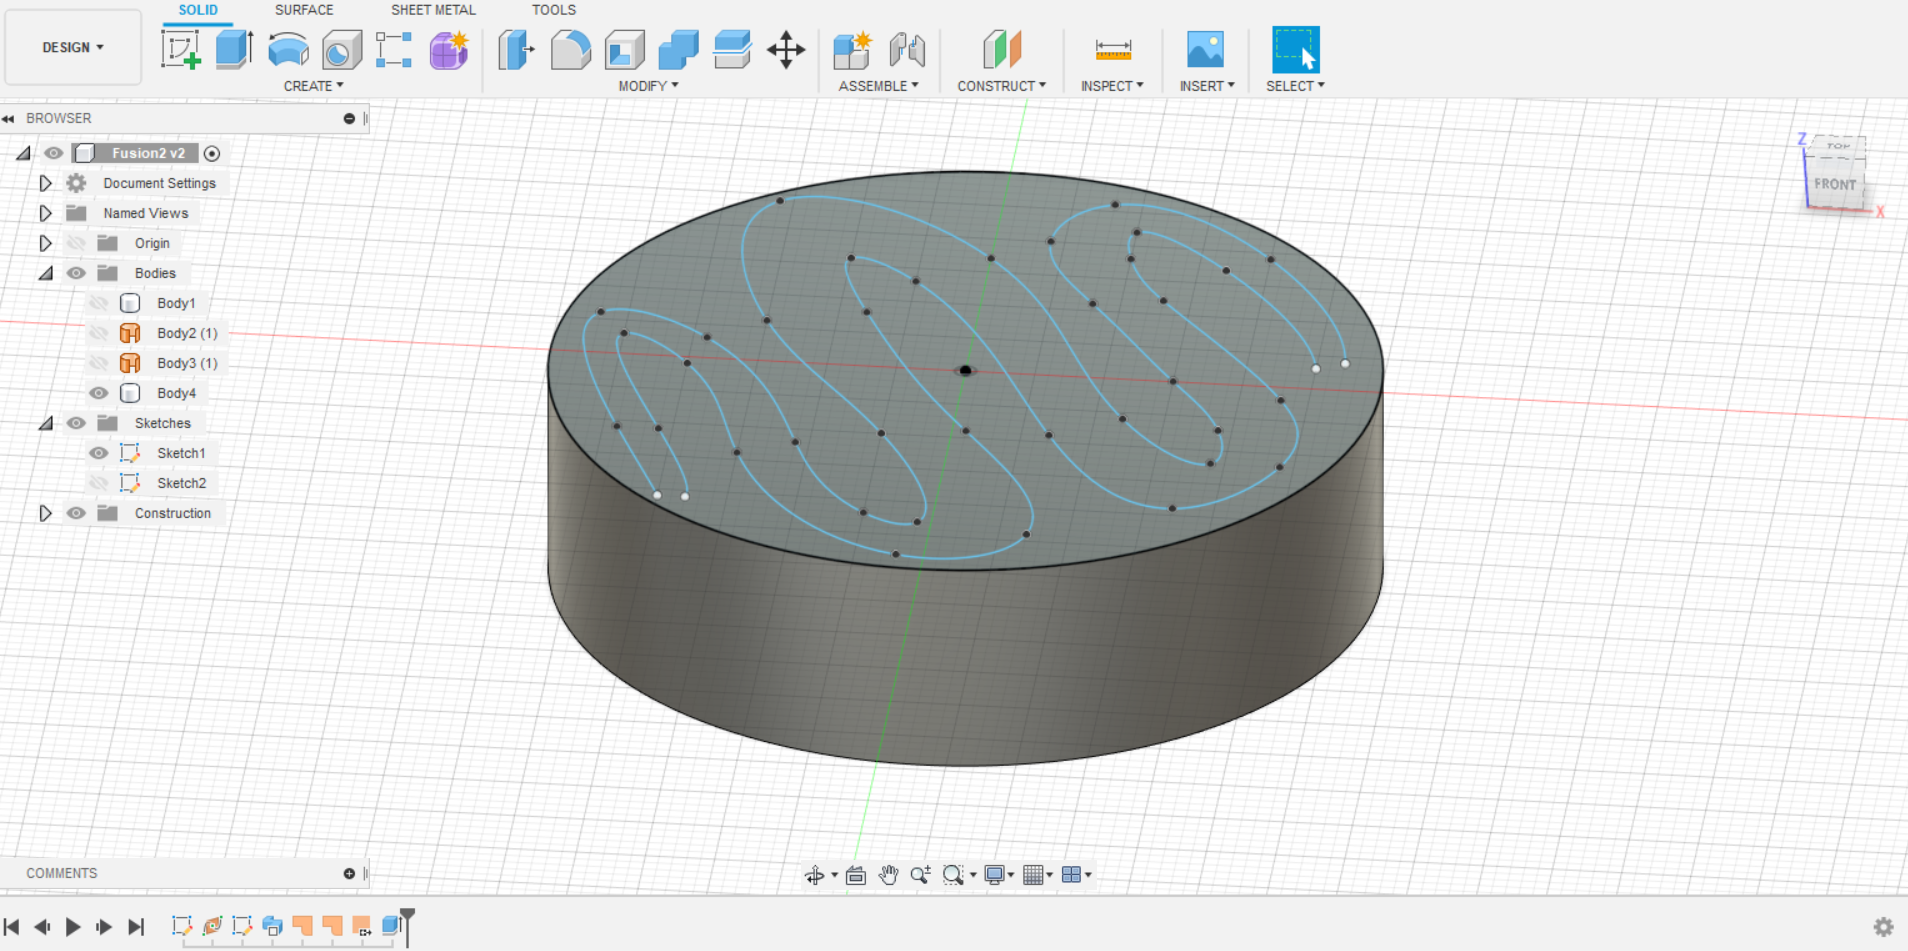 SOLID SURFACE SHEET METAL TOOLS
DESIGN
CREATE MODIFY ASSEMBLE CONSTRUCT INSPECT INSERT SELECT
BROWSER
Fusion2 v2
Document Settings
Named Views
Origin
Bodies
Body1
Body2 (1)
Body3 (1)
Body4
Sketches
Sketch1
Sketch2
Construction
Z
TOP
FRONT
X
COMMENTS